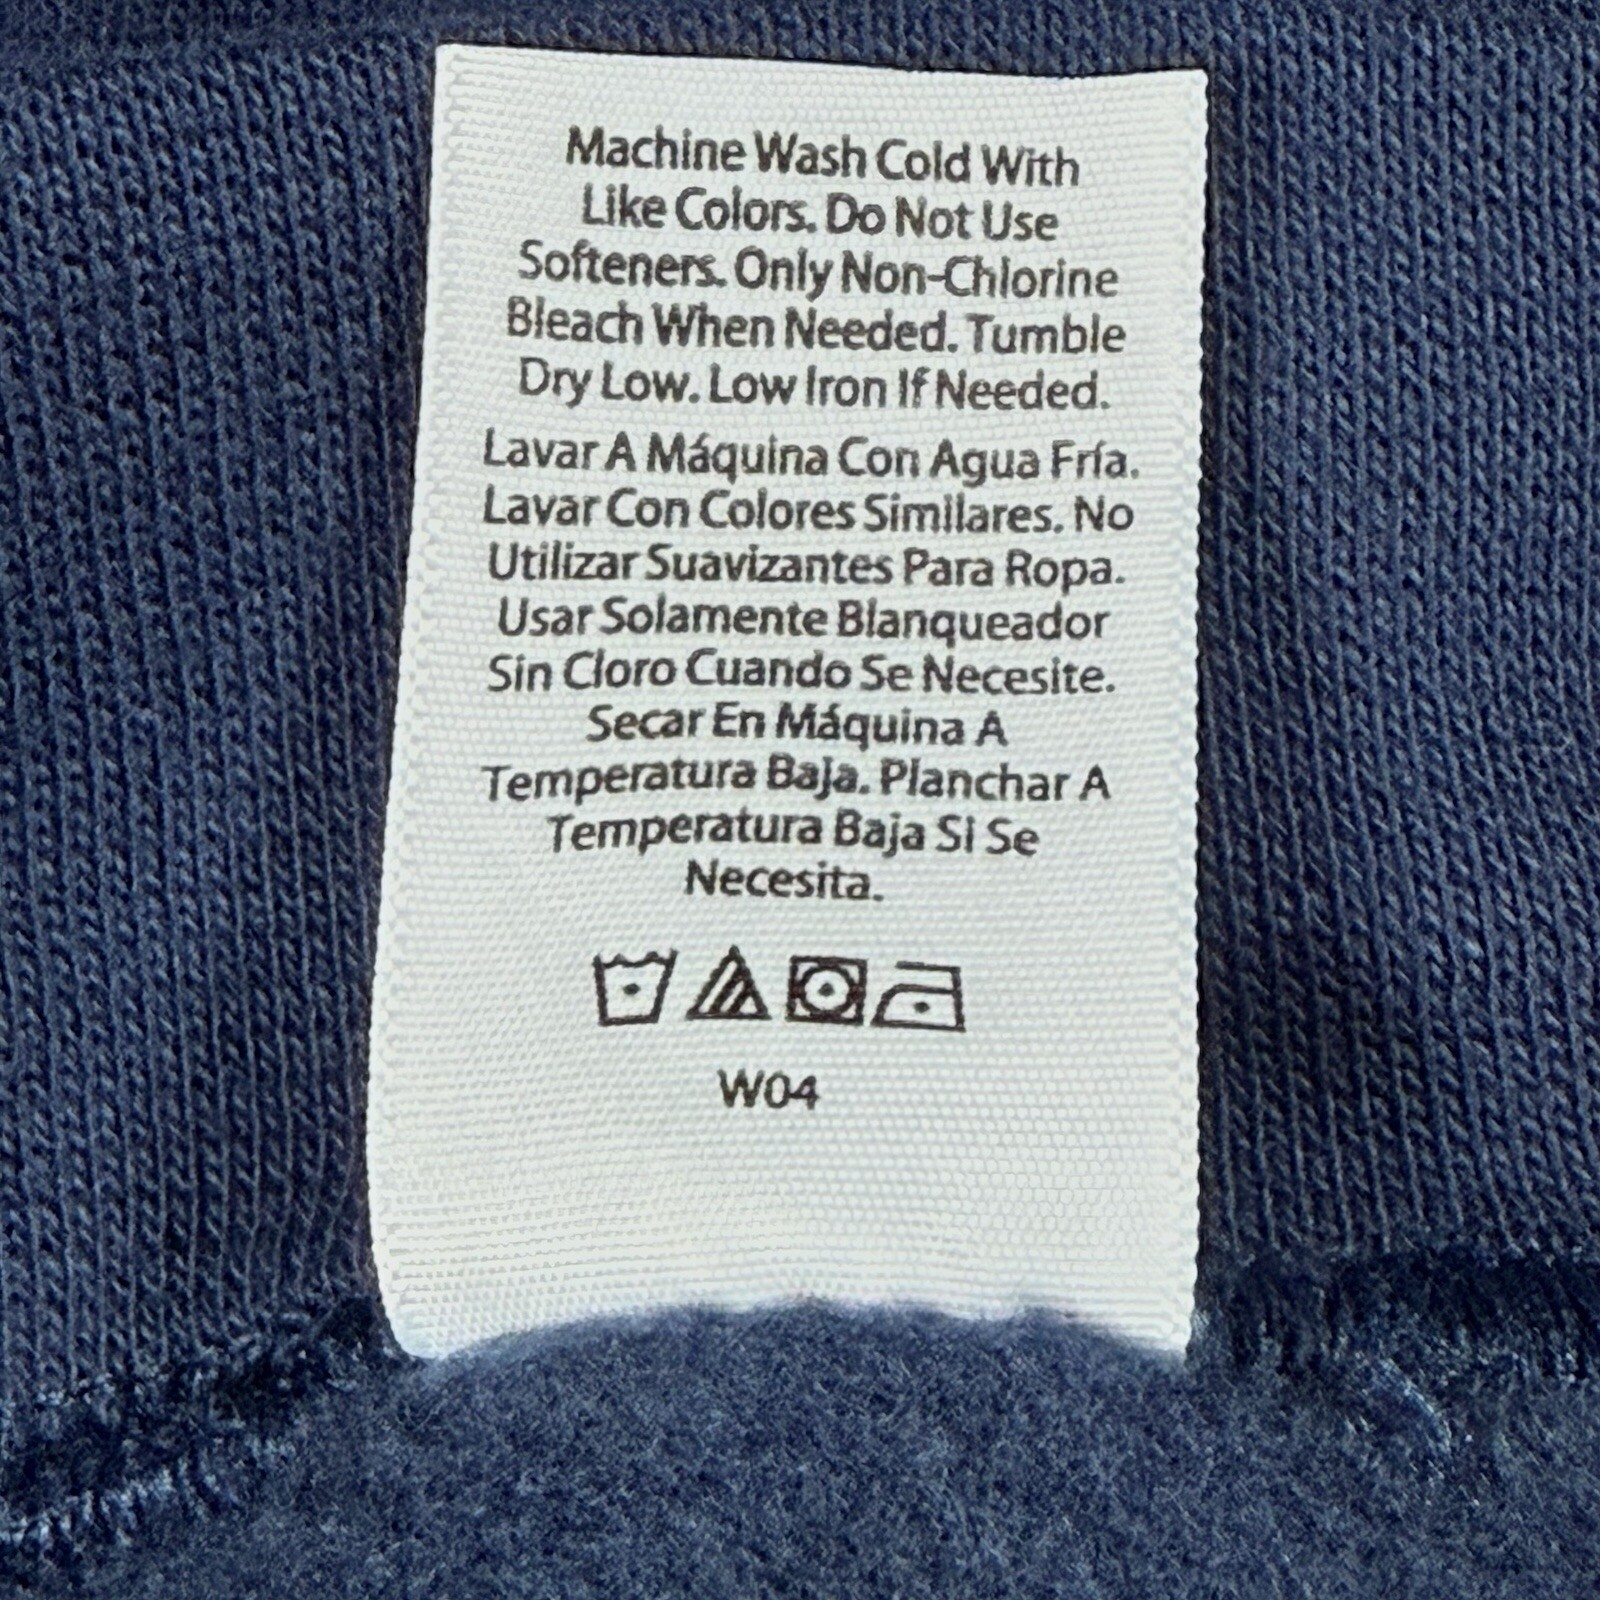 Machine Wash Cold With
Like Colors. Do Not Use
Softeners. Only Non-Chlorine
Bleach When Needed. Tumble
Dry Low. Low Iron If Needed.
Lavar A Máquina Con Agua Fría.
Lavar Con Colores Similares. No
Utilizar Suavizantes Para Ropa.
Usar Solamente Blanqueador
Sin Cloro Cuando Se Necesite.
Secar En Máquina A
Temperatura Baja. Planchar A
Temperatura Baja Si Se
Necesita.
W04